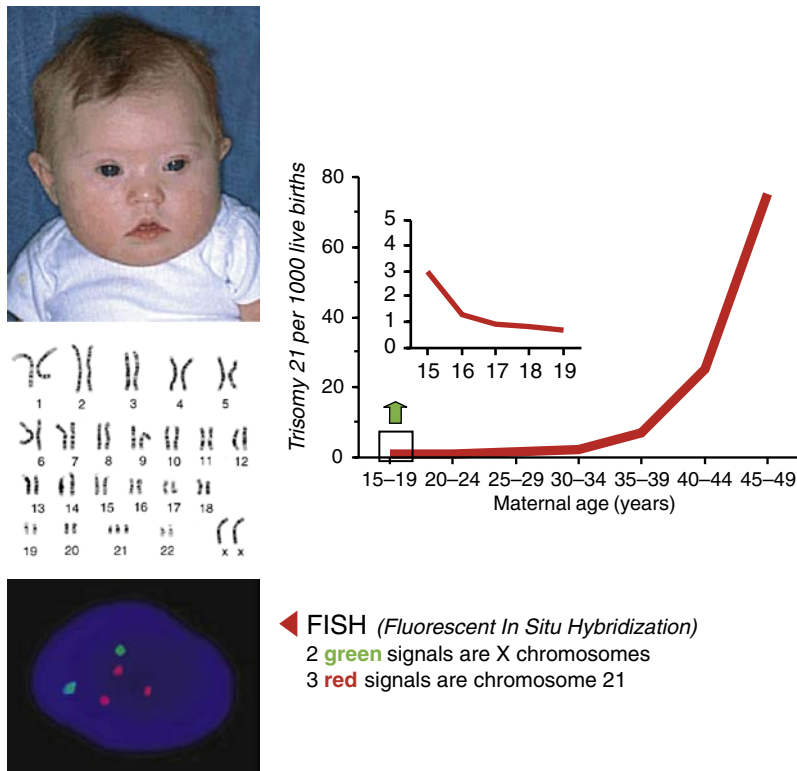 Trisomy 21 per 1000 live births
80
60
40
20
0
5
4
3
2
1
0
15 16 17 18 19
15–19 20–24 25–29 30–34 35–39 40–44 45–49
Maternal age (years)
1 2 3 4 5
6 7 8 9 10 11 12
13 14 15 16 17 18
19 20 21 22 x x
FISH (Fluorescent In Situ Hybridization)
2 green signals are X chromosomes
3 red signals are chromosome 21